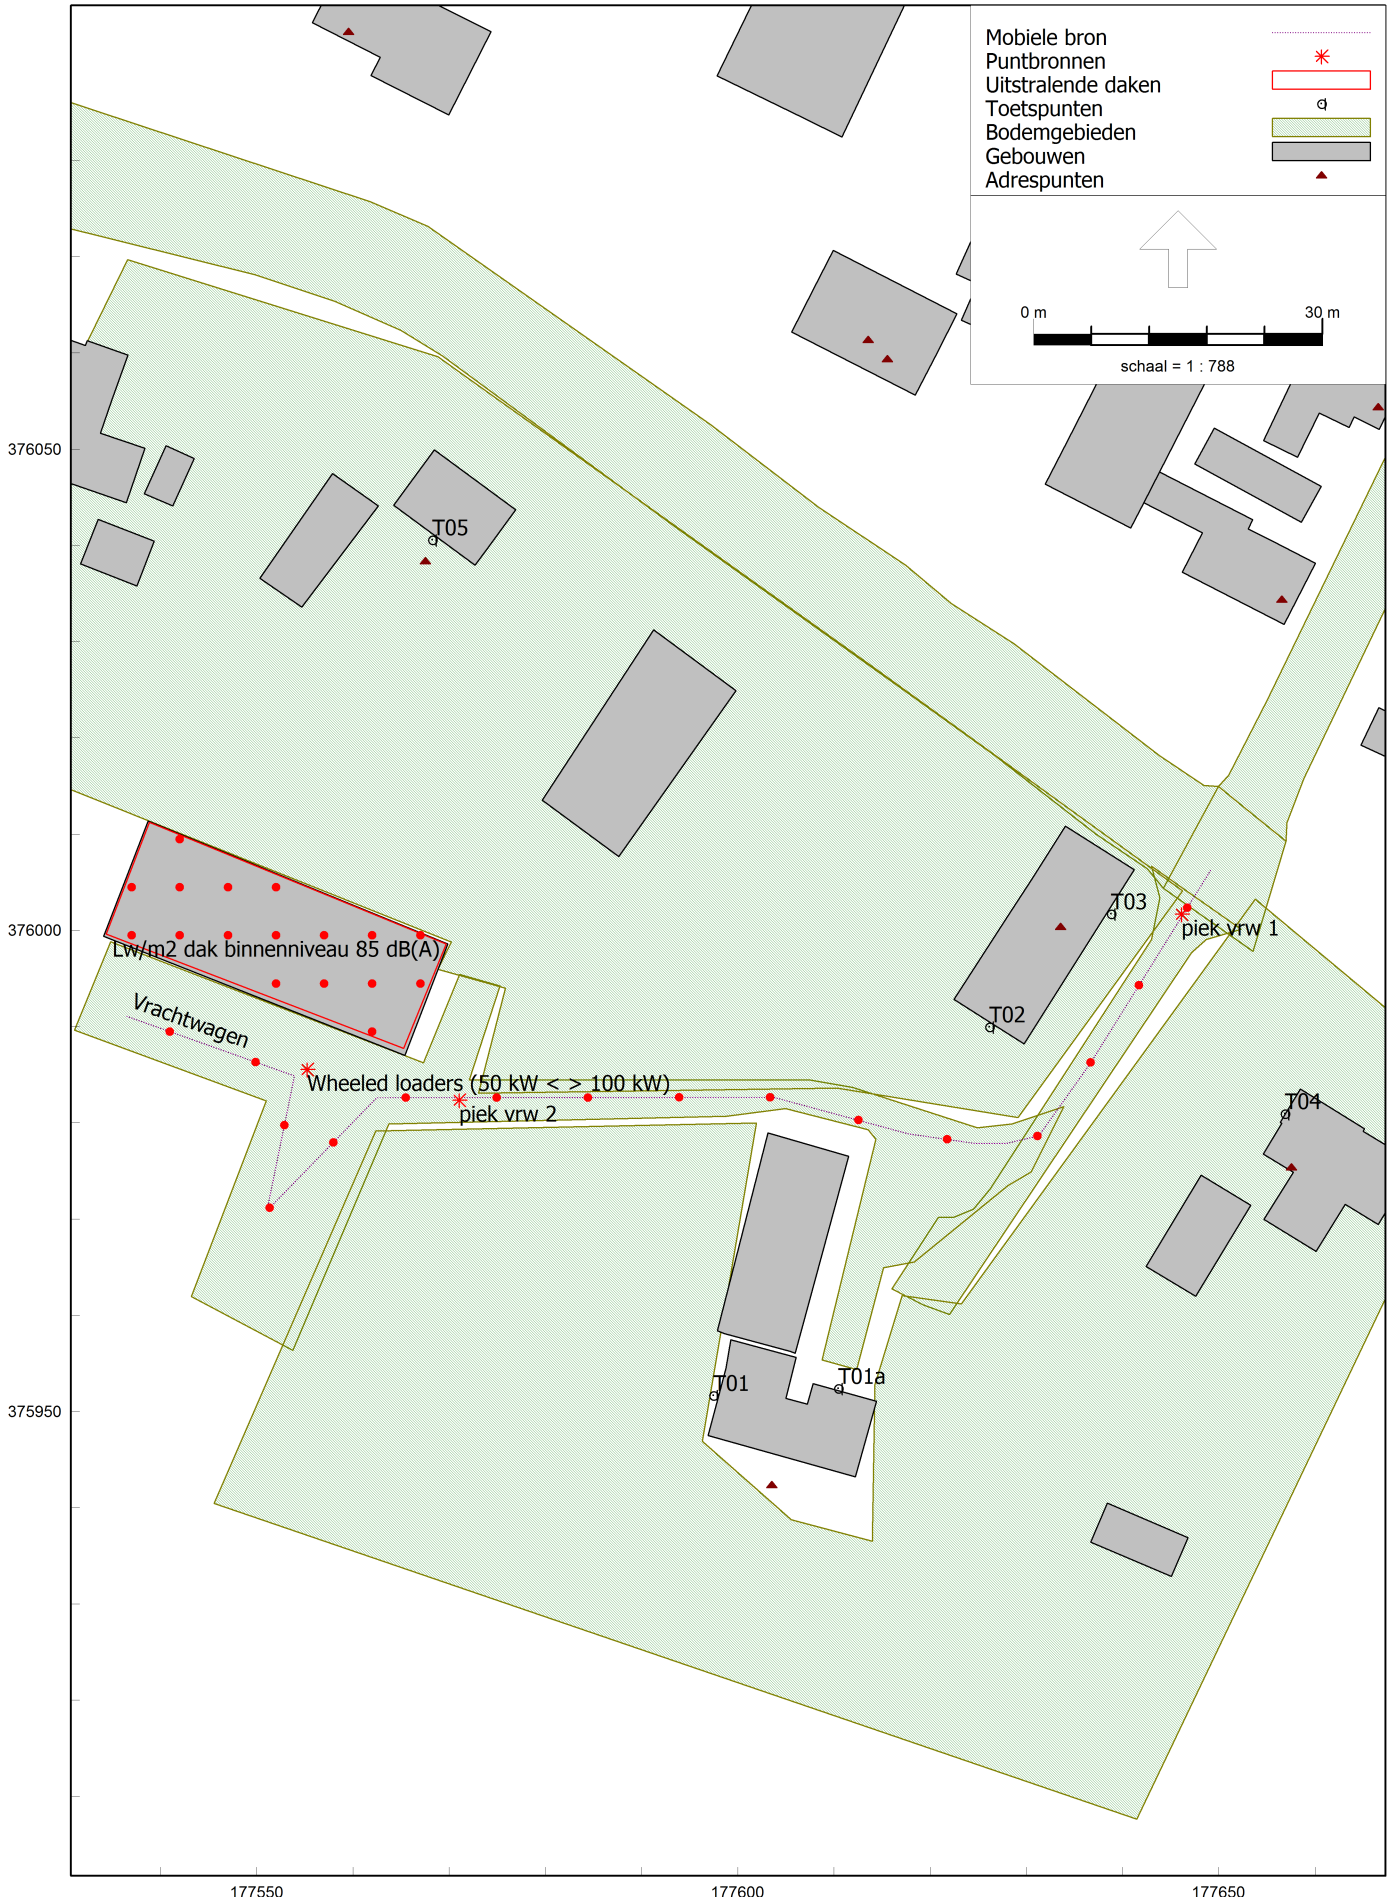 Mobiele bron
Puntbronnen
Uitstralende daken
Toetspunten
Bodemgebieden
Gebouwen
Adrespunten
0 m 30 m
schaal = 1 : 788
376050
T05
T03
376000
piek vrw 1
Lw/m2 dak binnenniveau 85 dB(A)
Vrachtwagen
T02
Wheeled loaders (50 kW < > 100 kW)
T04
piek vrw 2
T01a
T01
375950
177550 177600 177650